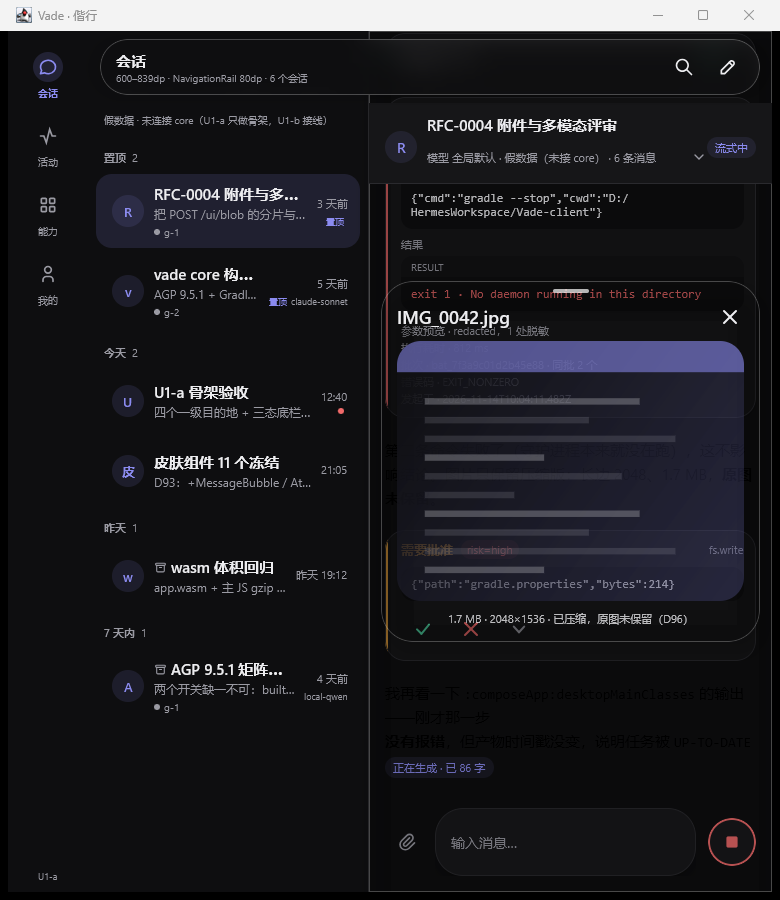 Vade · 偕行
会话
600–839dp · NavigationRail 80dp · 6 个会话
会话
活动
能力
我的
U1-a
假数据 · 未连接 core（U1-a 只做骨架，U1-b 接线）
置顶 2
R
RFC-0004 附件与多...
3 天前
把 POST /ui/blob 的分片与...
置顶
g-1
v
vade core 构...
5 天前
AGP 9.5.1 + Gradl...
置顶 claude-sonnet
g-2
今天 2
U
U1-a 骨架验收
12:40
四个一级目的地 + 三态底栏...
皮
皮肤组件 11 个冻结
21:05
D93：+MessageBubble / At...
昨天 1
w
wasm 体积回归
昨天 19:12
app.wasm + 主 JS gzip ...
7 天内 1
A
AGP 9.5.1 矩阵...
4 天前
两个开关缺一不可：built...
local-qwen
g-1
R
RFC-0004 附件与多模态评审
模型 全局默认 · 假数据（未接 core） · 6 条消息
流式中
{"cmd":"gradle --stop","cwd":"D:/
HermesWorkspace/Vade-client"}
结果
RESULT
exit 1 · No daemon running in this directory
IMG_0042.jpg
参数预览 · redacted，1 处脱敏
EXIT_NONZERO
需要批准
risk=high
fs.write
{"path":"gradle.properties","bytes":214}
1.7 MB · 2048×1536 · 已压缩，原图未保留（D96）
我再看一下 :composeApp:desktopMainClasses 的输出
——刚才那一步
没有报错，但产物时间戳没变，说明任务被 UP-TO-DATE
正在生成 · 已 86 字
输入消息...